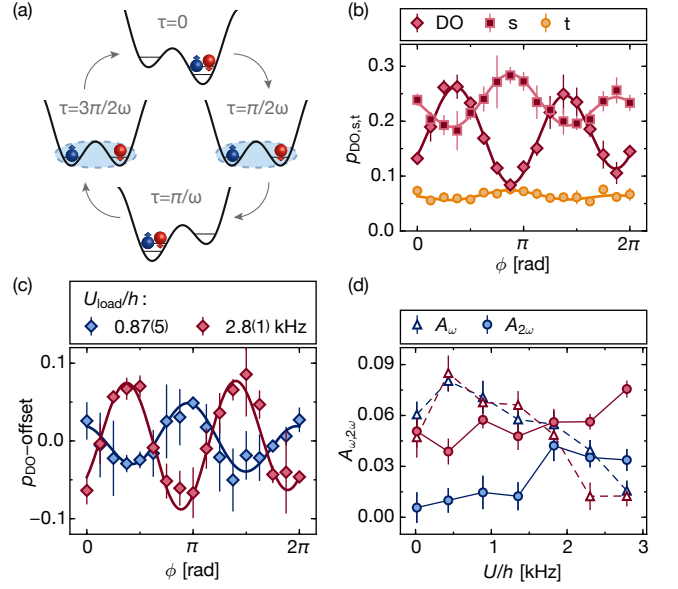 (a)
τ=0
τ=3π/2ω
τ=π/2ω
τ=π/ω
(b)
DO s t
0.3
0.2
0.1
0.0
p_DO,s,t
0 π 2π
ϕ [rad]
(c)
U_load/h :
0.87(5) 2.8(1) kHz
0.1
0.0
−0.1
p_DO−offset
0 π 2π
ϕ [rad]
(d)
A_ω A_2ω
0.09
0.06
0.03
0.00
A_ω,2ω
0 1 2 3
U/h [kHz]